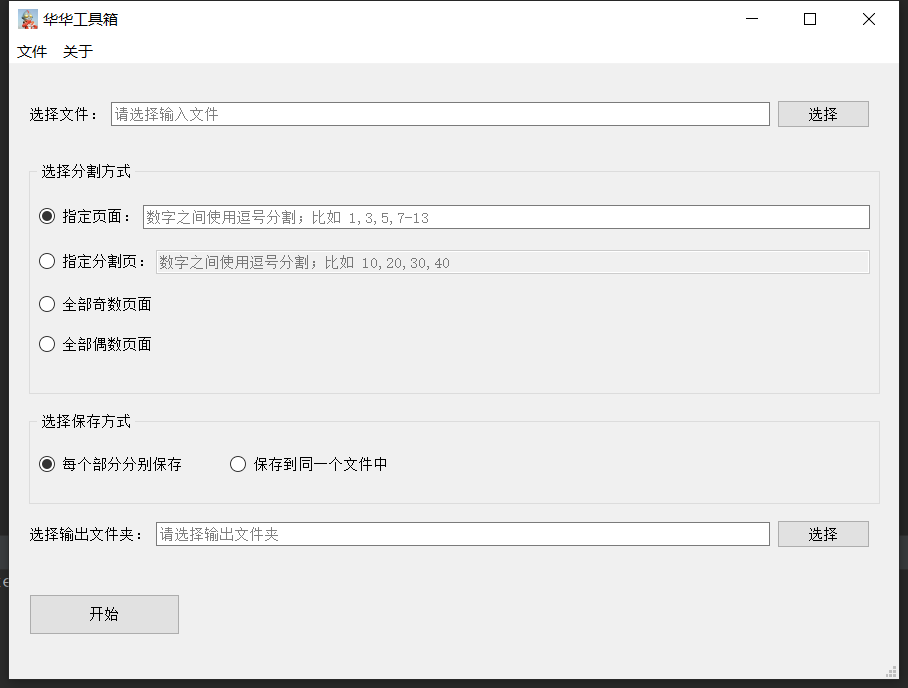 华华工具箱
文件 关于
选择文件： 请选择输入文件 选择
选择分割方式
指定页面： 数字之间使用逗号分割；比如 1,3,5,7-13
指定分割页： 数字之间使用逗号分割；比如 10,20,30,40
全部奇数页面
全部偶数页面
选择保存方式
每个部分分别保存 保存到同一个文件中
选择输出文件夹： 请选择输出文件夹 选择
开始